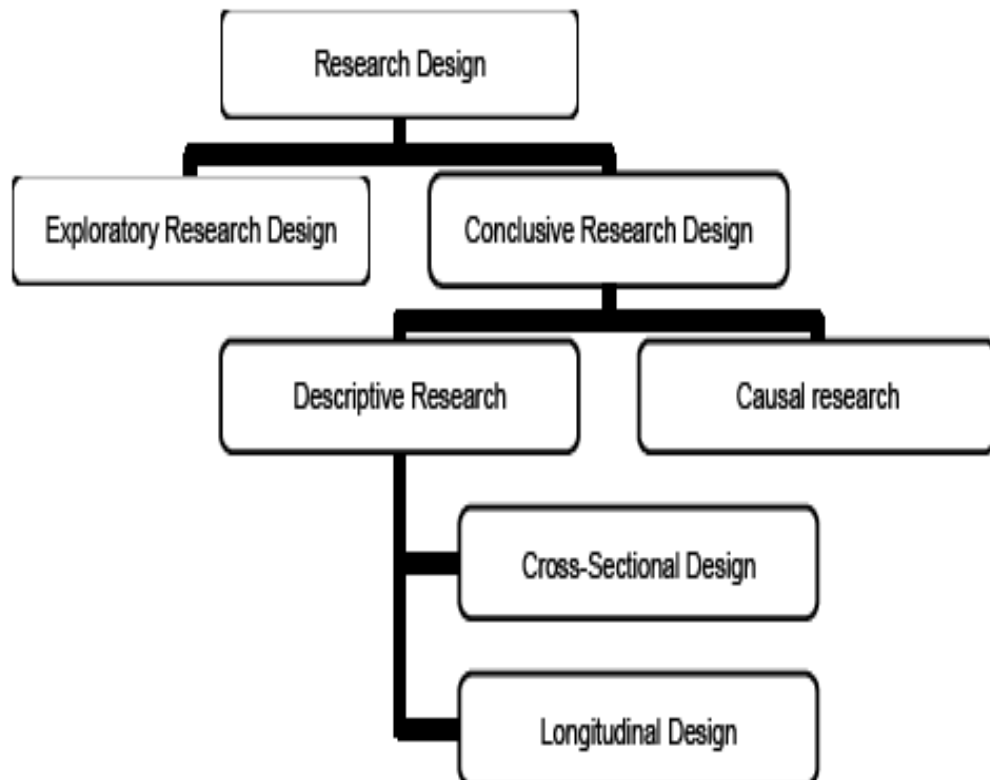 Research Design
Exploratory Research Design
Conclusive Research Design
Descriptive Research
Causal research
Cross-Sectional Design
Longitudinal Design